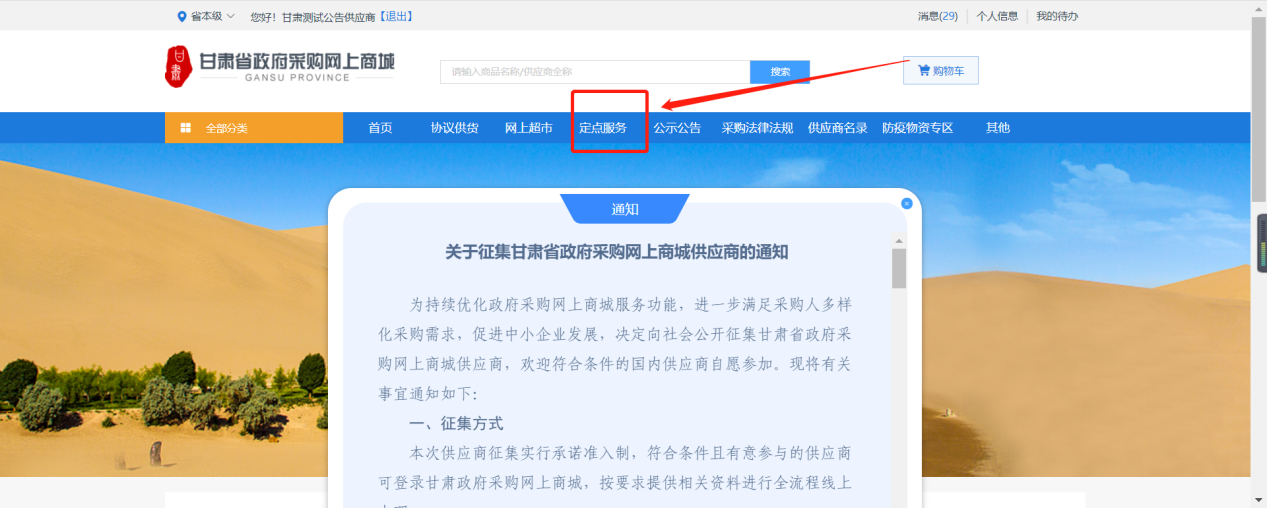 省本级 您好！甘肃测试公告供应商【退出】 消息(29) 个人信息 我的待办
甘肃省政府采购网上商城
GANSU PROVINCE
请输入商品名称/供应商全称 搜索 购物车
全部分类 首页 协议供货 网上超市 定点服务 公示公告 采购法律法规 供应商名录 防疫物资专区 其他
通知
关于征集甘肃省政府采购网上商城供应商的通知
为持续优化政府采购网上商城服务功能，进一步满足采购人多样
化采购需求，促进中小企业发展，决定向社会公开征集甘肃省政府采
购网上商城供应商，欢迎符合条件的国内供应商自愿参加。现将有关
事宜通知如下：
一、征集方式
本次供应商征集实行承诺准入制，符合条件且有意参与的供应商
可登录甘肃政府采购网上商城，按要求提供相关资料进行全流程线上